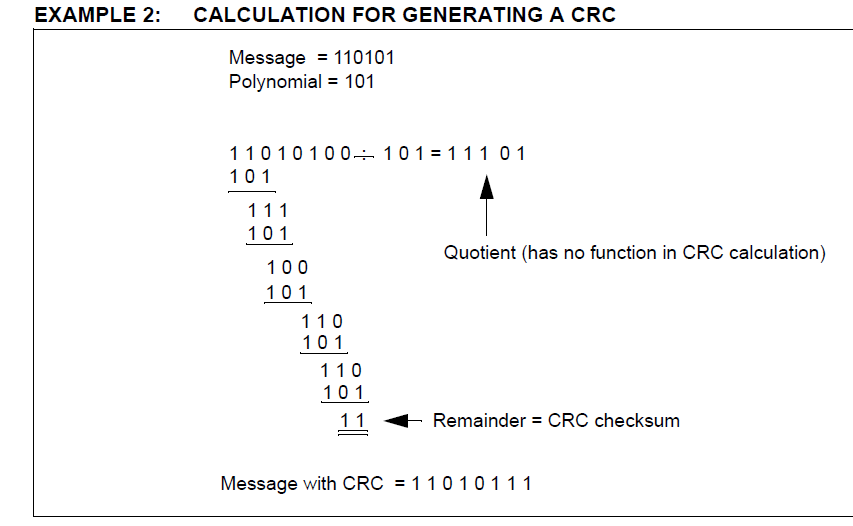 EXAMPLE 2: CALCULATION FOR GENERATING A CRC
Message = 110101
Polynomial = 101
1 1 0 1 0 1 0 0 ÷ 1 0 1 = 1 1 1 0 1
1 0 1
1 1 1
1 0 1
Quotient (has no function in CRC calculation)
1 0 0
1 0 1
1 1 0
1 0 1
1 1 0
1 0 1
1 1
Remainder = CRC checksum
Message with CRC = 1 1 0 1 0 1 1 1